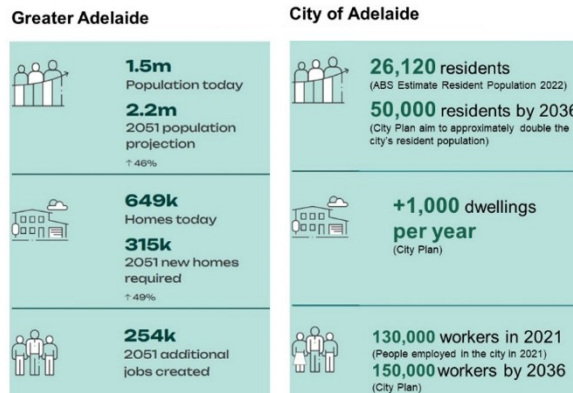 Greater Adelaide
1.5m
Population today
2.2m
2051 population
projection
↑ 46%
649k
Homes today
315k
2051 new homes
required
↑ 49%
254k
2051 additional
jobs created
City of Adelaide
26,120 residents
(ABS Estimate Resident Population 2022)
50,000 residents by 2036
(City Plan aim to approximately double the
city's resident population)
+1,000 dwellings
per year
(City Plan)
130,000 workers in 2021
(People employed in the city in 2021)
150,000 workers by 2036
(City Plan)